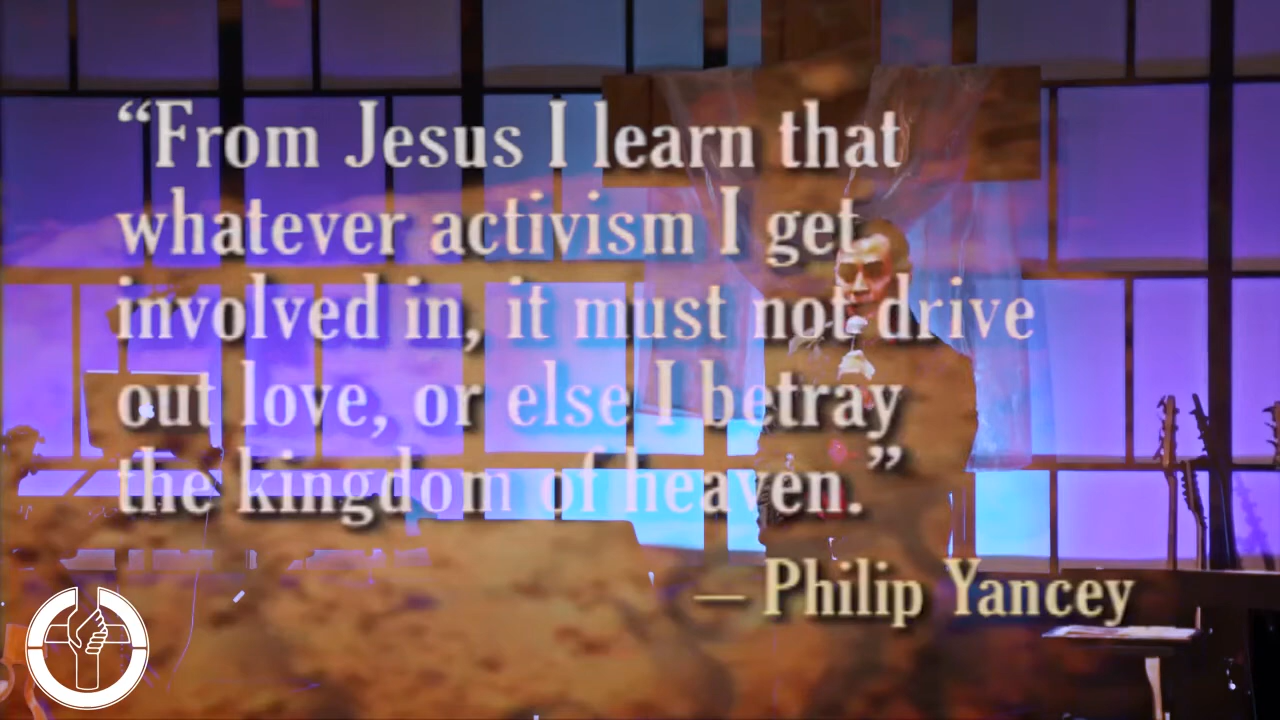 “From Jesus I learn that
whatever activism I get
involved in, it must not drive
out love, or else I betray
the kingdom of heaven.”
— Philip Yancey